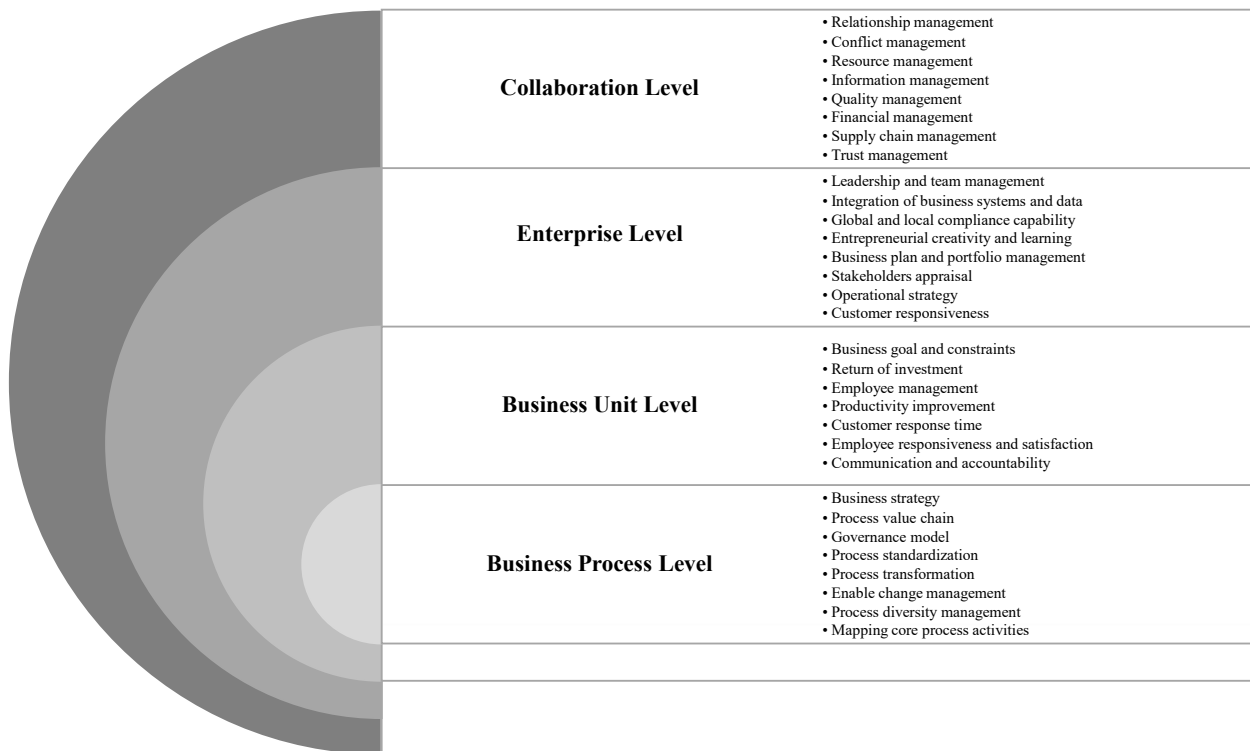 Collaboration Level
• Relationship management
• Conflict management
• Resource management
• Information management
• Quality management
• Financial management
• Supply chain management
• Trust management
Enterprise Level
• Leadership and team management
• Integration of business systems and data
• Global and local compliance capability
• Entrepreneurial creativity and learning
• Business plan and portfolio management
• Stakeholders appraisal
• Operational strategy
• Customer responsiveness
Business Unit Level
• Business goal and constraints
• Return of investment
• Employee management
• Productivity improvement
• Customer response time
• Employee responsiveness and satisfaction
• Communication and accountability
Business Process Level
• Business strategy
• Process value chain
• Governance model
• Process standardization
• Process transformation
• Enable change management
• Process diversity management
• Mapping core process activities